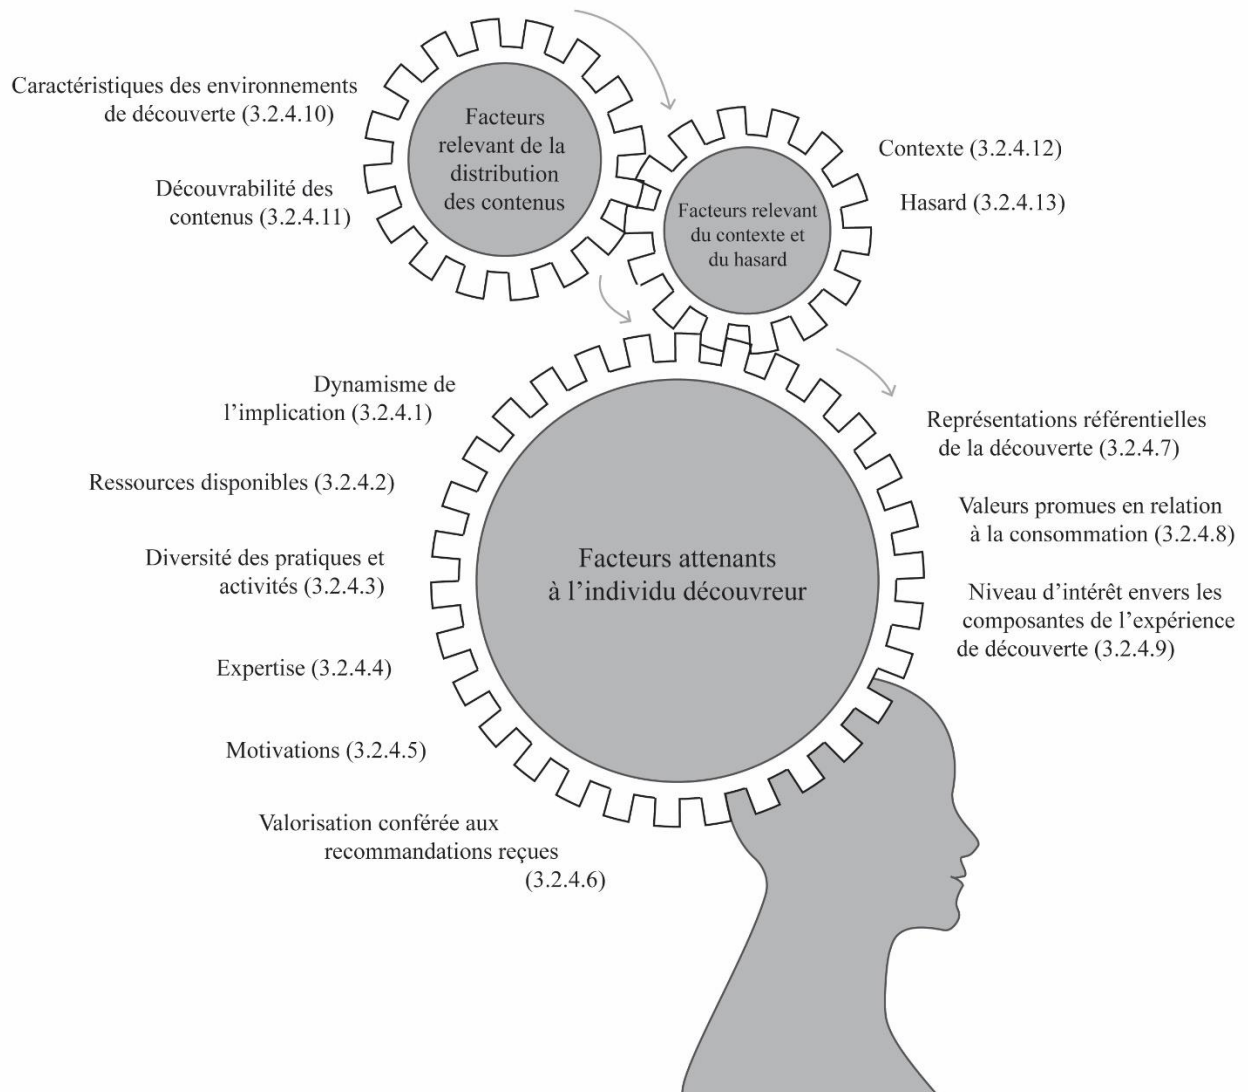 Caractéristiques des environnements
de découverte (3.2.4.10)
Découvrabilité des
contenus (3.2.4.11)
Facteurs
relevant de la
distribution
des contenus
Facteurs relevant
du contexte et
du hasard
Contexte (3.2.4.12)
Hasard (3.2.4.13)
Dynamisme de
l’implication (3.2.4.1)
Ressources disponibles (3.2.4.2)
Diversité des pratiques et
activités (3.2.4.3)
Expertise (3.2.4.4)
Motivations (3.2.4.5)
Valorisation conférée aux
recommandations reçues
(3.2.4.6)
Facteurs attenants
à l’individu découvreur
Représentations référentielles
de la découverte (3.2.4.7)
Valeurs promues en relation
à la consommation (3.2.4.8)
Niveau d’intérêt envers les
composantes de l’expérience
de découverte (3.2.4.9)